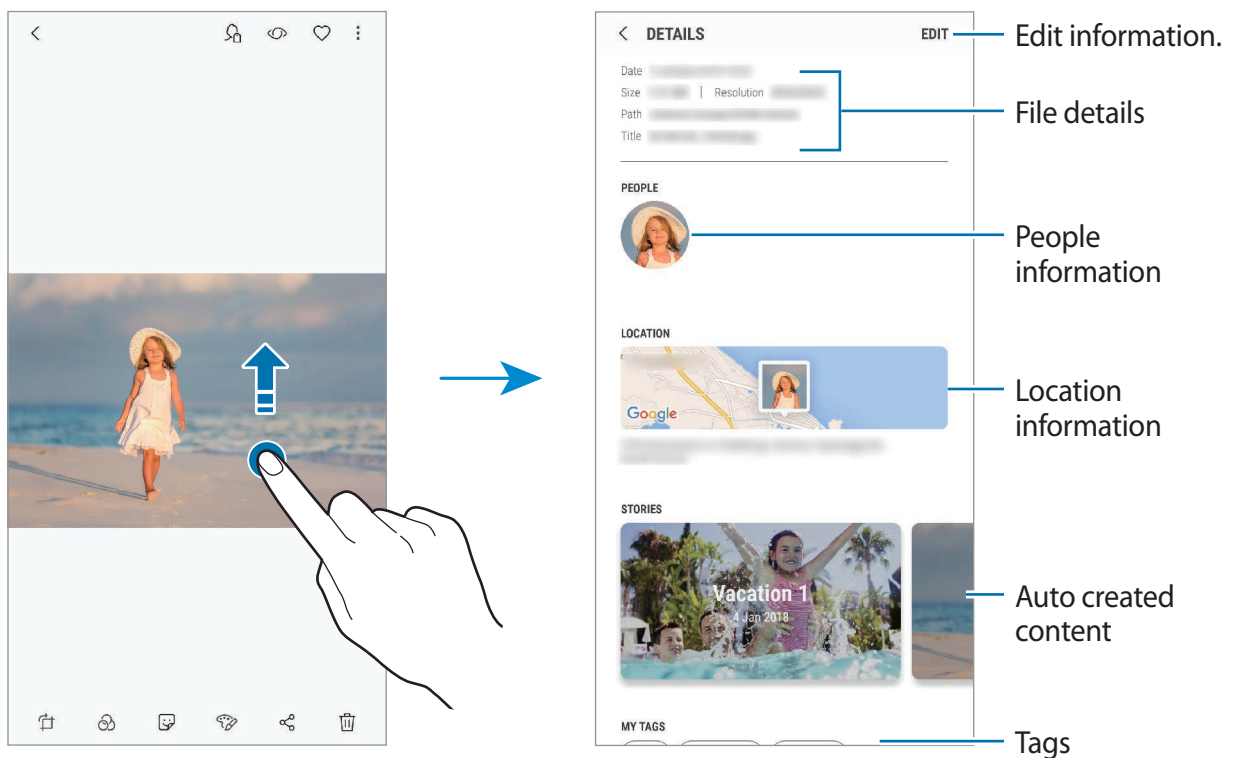 DETAILS
EDIT
Edit information.
Date
Size | Resolution
File details
Path
Title
PEOPLE
People
information
LOCATION
Google
Location
information
STORIES
Vacation 1
4 Jan 2018
Auto created
content
MY TAGS
Tags